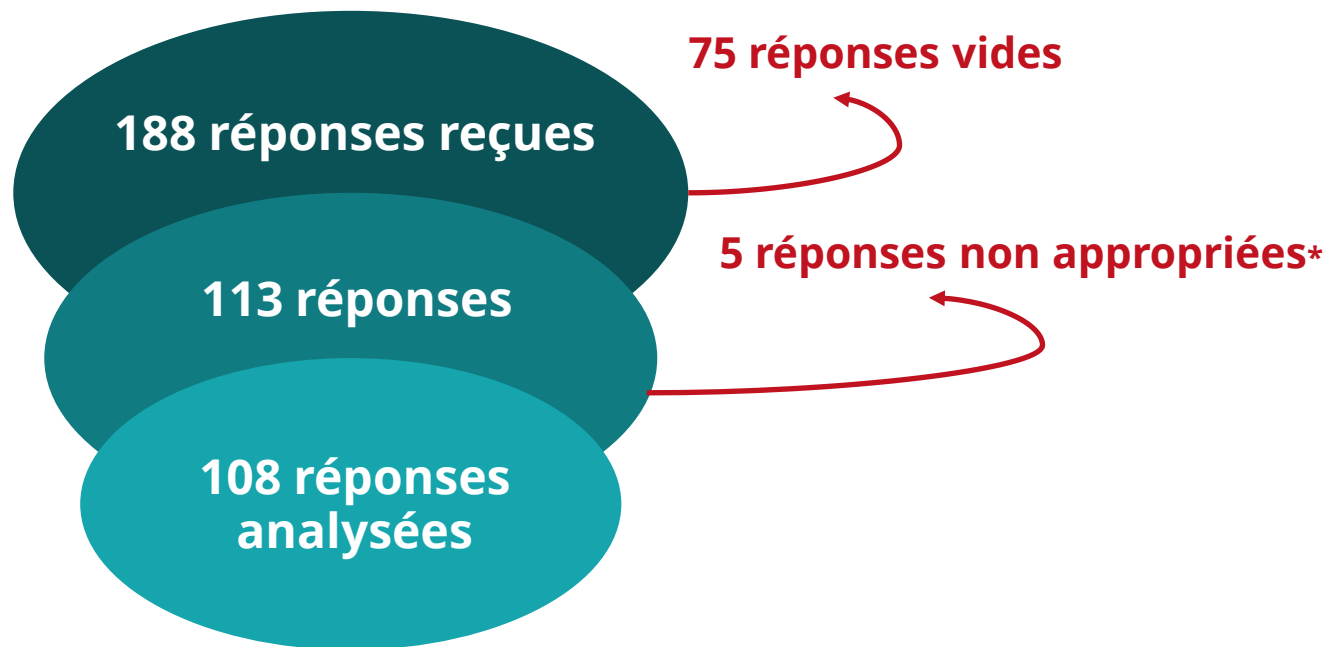 75 réponses vides
188 réponses reçues
5 réponses non appropriées*
113 réponses
108 réponses
analysées